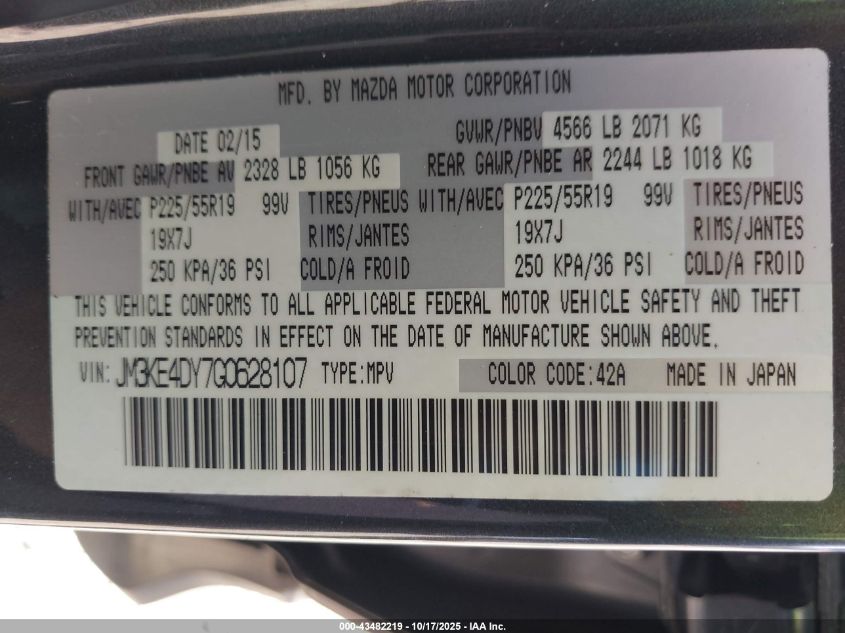 MFD. BY MAZDA MOTOR CORPORATION
DATE 02/15 GVWR/PNBV 4566 LB 2071 KG
FRONT GAWR/PNBE AV 2328 LB 1056 KG REAR GAWR/PNBE AR 2244 LB 1018 KG
WITH/AVEC P225/55R19 99V TIRES/PNEUS WITH/AVEC P225/55R19 99V TIRES/PNEUS
19X7J RIMS/JANTES 19X7J RIMS/JANTES
250 KPA/36 PSI COLD/A FROID 250 KPA/36 PSI COLD/A FROID
THIS VEHICLE CONFORMS TO ALL APPLICABLE FEDERAL MOTOR VEHICLE SAFETY AND THEFT
PREVENTION STANDARDS IN EFFECT ON THE DATE OF MANUFACTURE SHOWN ABOVE.
VIN: JM3KE4DY7G0628107 TYPE:MPV COLOR CODE:42A MADE IN JAPAN
000-43482219 - 10/17/2025 - IAA Inc.